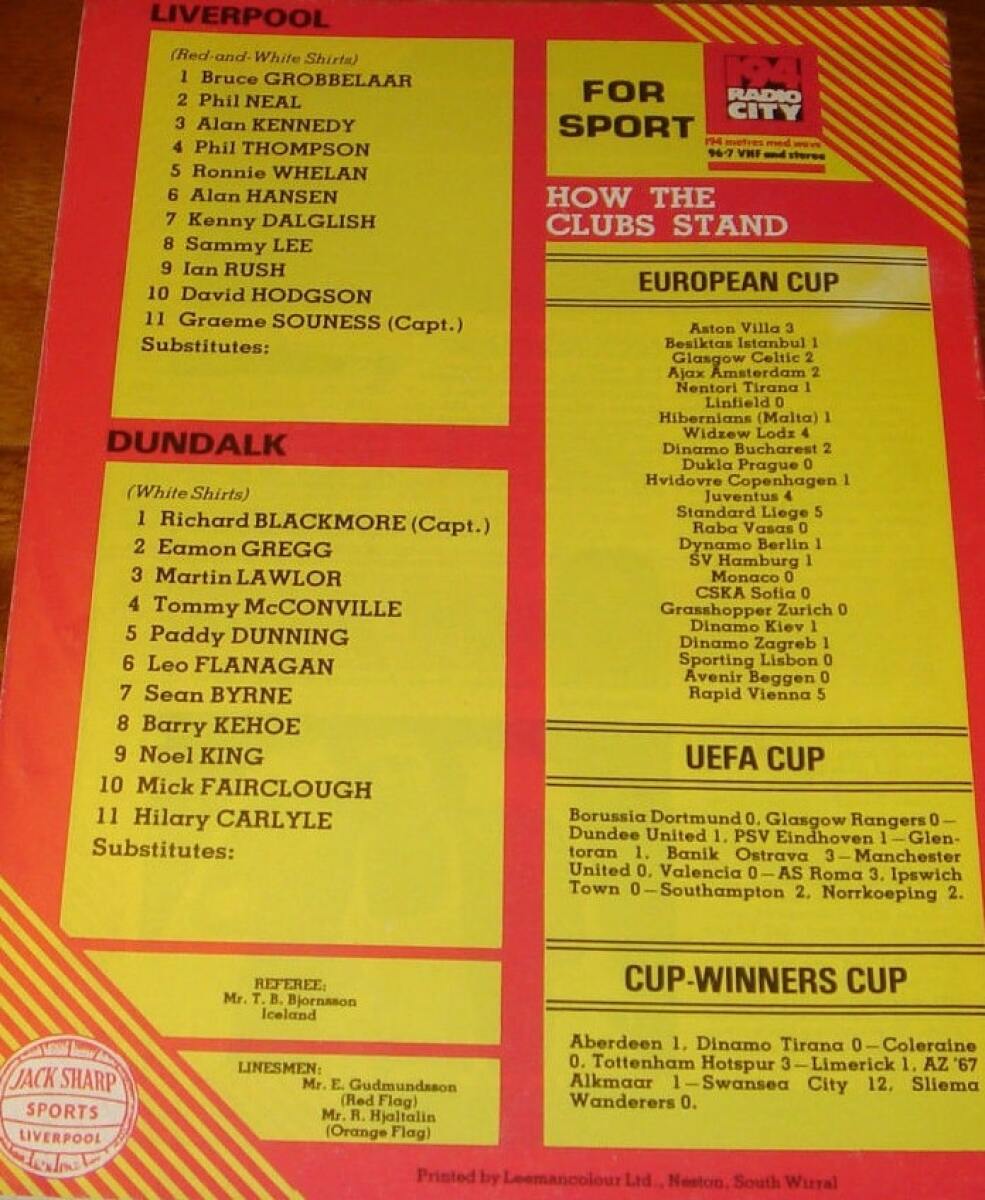 LIVERPOOL
(Red-and-White Shirts)
1 Bruce GROBBELAAR
2 Phil NEAL
3 Alan KENNEDY
4 Phil THOMPSON
5 Ronnie WHELAN
6 Alan HANSEN
7 Kenny DALGLISH
8 Sammy LEE
9 Ian RUSH
10 David HODGSON
11 Graeme SOUNESS (Capt.)
Substitutes:
DUNDALK
(White Shirts)
1 Richard BLACKMORE (Capt.)
2 Eamon GREGG
3 Martin LAWLOR
4 Tommy McCONVILLE
5 Paddy DUNNING
6 Leo FLANAGAN
7 Sean BYRNE
8 Barry KEHOE
9 Noel KING
10 Mick FAIRCLOUGH
11 Hilary CARLYLE
Substitutes:
REFEREE:
Mr. T. B. Bjornsson
Iceland
LINESMEN:
Mr. E. Gudmundsson
(Red Flag)
Mr. R. Hjaltalin
(Orange Flag)
JACK SHARP
SPORTS
LIVERPOOL
FOR
SPORT
194
RADIO
CITY
194 metres med wave
96·7 VHF and stereo
HOW THE
CLUBS STAND
EUROPEAN CUP
Aston Villa 3
Besiktas Istanbul 1
Glasgow Celtic 2
Ajax Amsterdam 2
Nentori Tirana 1
Linfield 0
Hibernians (Malta) 1
Widzew Lodz 4
Dinamo Bucharest 2
Dukla Prague 0
Hvidovre Copenhagen 1
Juventus 4
Standard Liege 5
Raba Vasas 0
Dynamo Berlin 1
SV Hamburg 1
Monaco 0
CSKA Sofia 0
Grasshopper Zurich 0
Dinamo Kiev 1
Dinamo Zagreb 1
Sporting Lisbon 0
Avenir Beggen 0
Rapid Vienna 5
UEFA CUP
Borussia Dortmund 0, Glasgow Rangers 0—
Dundee United 1, PSV Eindhoven 1—Glen-
toran 1, Banik Ostrava 3—Manchester
United 0, Valencia 0—AS Roma 3, Ipswich
Town 0—Southampton 2, Norrkoeping 2.
CUP-WINNERS CUP
Aberdeen 1, Dinamo Tirana 0—Coleraine
0, Tottenham Hotspur 3—Limerick 1, AZ '67
Alkmaar 1—Swansea City 12, Sliema
Wanderers 0.
Printed by Leemancolour Ltd., Neston, South Wirral